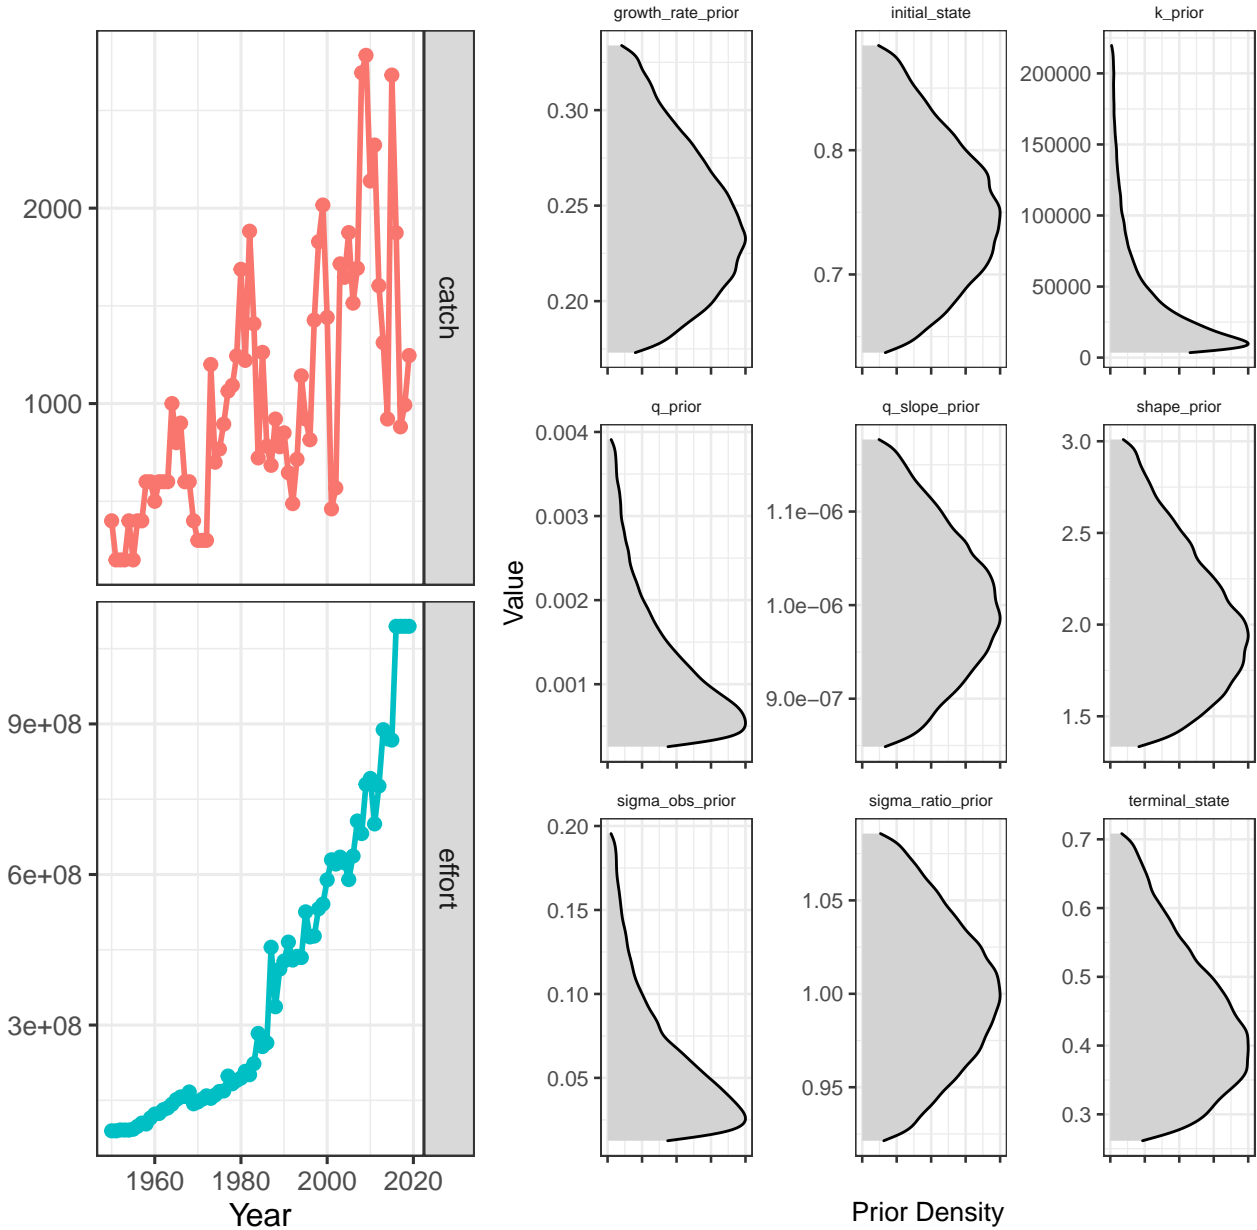 2000
1000
catch
9e+08
6e+08
3e+08
effort
1960
1980
2000
2020
Year
growth_rate_prior
0.30
0.25
0.20
initial_state
0.8
0.7
k_prior
200000
150000
100000
50000
0
Value
q_prior
0.004
0.003
0.002
0.001
q_slope_prior
1.1e−06
1.0e−06
9.0e−07
shape_prior
3.0
2.5
2.0
1.5
sigma_obs_prior
0.20
0.15
0.10
0.05
sigma_ratio_prior
1.05
1.00
0.95
terminal_state
0.7
0.6
0.5
0.4
0.3
Prior Density